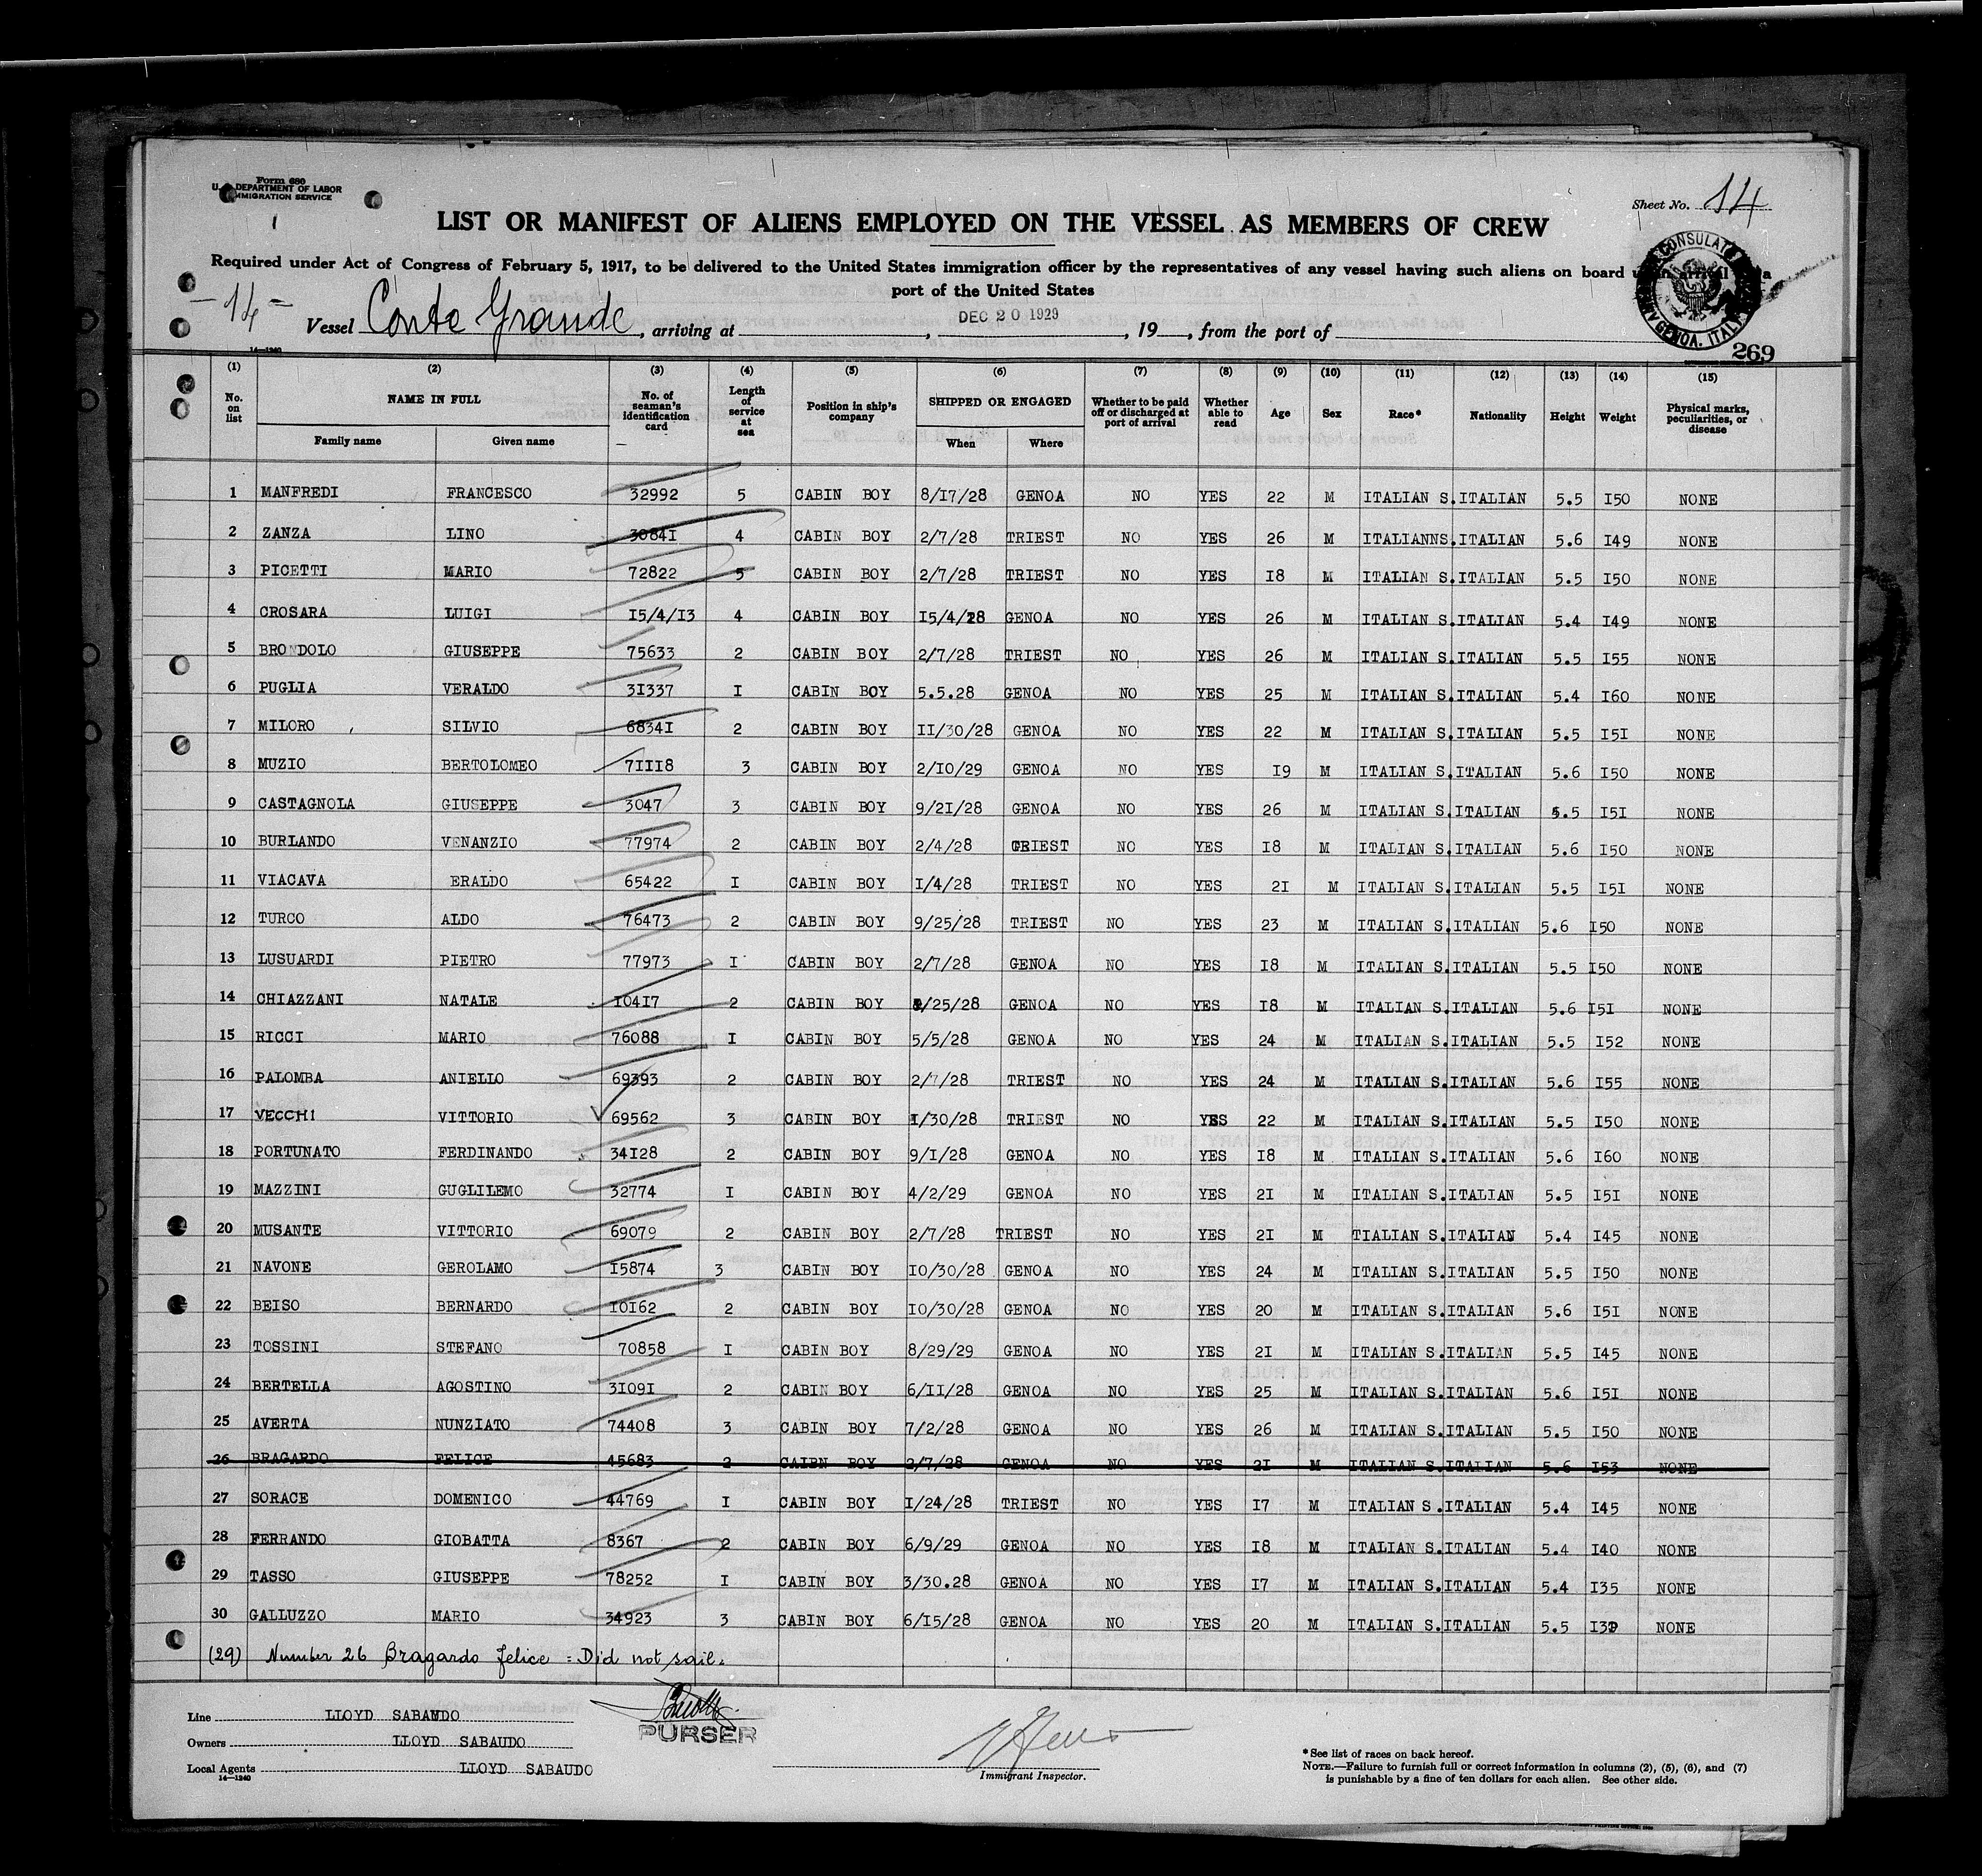 Form 680
U. S. DEPARTMENT OF LABOR
IMMIGRATION SERVICE
1
Sheet No. 14
LIST OR MANIFEST OF ALIENS EMPLOYED ON THE VESSEL AS MEMBERS OF CREW
Required under Act of Congress of February 5, 1917, to be delivered to the United States immigration officer by the representatives of any vessel having such aliens on board upon arrival at a
port of the United States
AMERICAN CONSULATE GENOA. ITALY
-14- Vessel Conte Grande, arriving at , DEC 20 1929 , 19 , from the port of
14—1240
269
(1) (2) (3) (4) (5) (6) (7) (8) (9) (10) (11) (12) (13) (14) (15)
No. on list NAME IN FULL No. of seaman's identification card Length of service at sea Position in ship's company SHIPPED OR ENGAGED Whether to be paid off or discharged at port of arrival Whether able to read Age Sex Race* Nationality Height Weight Physical marks, peculiarities, or disease
Family name Given name When Where
1 MANFREDI FRANCESCO 32992 5 CABIN BOY 8/17/28 GENOA NO YES 22 M ITALIAN S. ITALIAN 5.5 I50 NONE
2 ZANZA LINO 30841 4 CABIN BOY 2/7/28 TRIEST NO YES 26 M ITALIANNS. ITALIAN 5.6 I49 NONE
3 PICETTI MARIO 72822 5 CABIN BOY 2/7/28 TRIEST NO YES I8 M ITALIAN S. ITALIAN 5.5 I50 NONE
4 CROSARA LUIGI I5/4/I3 4 CABIN BOY I5/4/28 GENOA NO YES 26 M ITALIAN S. ITALIAN 5.4 I49 NONE
5 BRONDOLO GIUSEPPE 75633 2 CABIN BOY 2/7/28 TRIEST NO YES 26 M ITALIAN S. ITALIAN 5.5 I55 NONE
6 PUGLIA VERALDO 3I337 I CABIN BOY 5.5.28 GENOA NO YES 25 M ITALIAN S. ITALIAN 5.4 I60 NONE
7 MILORO SILVIO 6834I 2 CABIN BOY II/30/28 GENOA NO YES 22 M ITALIAN S. ITALIAN 5.5 I5I NONE
8 MUZIO BERTOLOMEO 7III8 3 CABIN BOY 2/I0/29 GENOA NO YES I9 M ITALIAN S. ITALIAN 5.6 I50 NONE
9 CASTAGNOLA GIUSEPPE 3047 3 CABIN BOY 9/2I/28 GENOA NO YES 26 M ITALIAN S. ITALIAN 5.5 I5I NONE
10 BURLANDO VENANZIO 77974 2 CABIN BOY 2/4/28 TRIEST NO YES I8 M ITALIAN S. ITALIAN 5.6 I50 NONE
11 VIACAVA ERALDO 65422 I CABIN BOY I/4/28 TRIEST NO YES 2I M ITALIAN S. ITALIAN 5.5 I5I NONE
12 TURCO ALDO 76473 2 CABIN BOY 9/25/28 TRIEST NO YES 23 M ITALIAN S. ITALIAN 5.6 I50 NONE
13 LUSUARDI PIETRO 77973 I CABIN BOY 2/7/28 GENOA NO YES I8 M ITALIAN S. ITALIAN 5.5 I50 NONE
14 CHIAZZANI NATALE I04I7 2 CABIN BOY /25/28 GENOA NO YES I8 M ITALIAN S. ITALIAN 5.6 I5I NONE
15 RICCI MARIO 76088 I CABIN BOY 5/5/28 GENOA NO YES 24 M ITALIAN S. ITALIAN 5.5 I52 NONE
16 PALOMBA ANIELLO 69393 2 CABIN BOY 2/7/28 TRIEST NO YES 24 M ITALIAN S. ITALIAN 5.6 I55 NONE
17 VECCHI VITTORIO 69562 3 CABIN BOY I/30/28 TRIEST NO YES 22 M ITALIAN S. ITALIAN 5.5 I50 NONE
18 PORTUNATO FERDINANDO 34I28 2 CABIN BOY 9/I/28 GENOA NO YES I8 M ITALIAN S. ITALIAN 5.6 I60 NONE
19 MAZZINI GUGLILEMO 32774 I CABIN BOY 4/2/29 GENOA NO YES 2I M ITALIAN S. ITALIAN 5.5 I5I NONE
20 MUSANTE VITTORIO 69079 2 CABIN BOY 2/7/28 TRIEST NO YES 2I M TIALIAN S. ITALIAN 5.4 I45 NONE
21 NAVONE GEROLAMO I5874 3 CABIN BOY I0/30/28 GENOA NO YES 24 M ITALIAN S. ITALIAN 5.5 I50 NONE
22 BEISO BERNARDO I0I62 2 CABIN BOY I0/30/28 GENOA NO YES 20 M ITALIAN S. ITALIAN 5.6 I5I NONE
23 TOSSINI STEFANO 70858 I CABIN BOY 8/29/29 GENOA NO YES 2I M ITALIAN S. ITALIAN 5.5 I45 NONE
24 BERTELLA AGOSTINO 3I09I 2 CABIN BOY 6/II/28 GENOA NO YES 25 M ITALIAN S. ITALIAN 5.6 I5I NONE
25 AVERTA NUNZIATO 74408 3 CABIN BOY 7/2/28 GENOA NO YES 26 M ITALIAN S. ITALIAN 5.5 I50 NONE
26 BRAGARDO FELICE 45683 2 CAIBN BOY 2/7/28 GENOA NO YES 2I M ITALIAN S. ITALIAN 5.6 I53 NONE
27 SORACE DOMENICO 44769 I CABIN BOY I/24/28 TRIEST NO YES I7 M ITALIAN S. ITALIAN 5.4 I45 NONE
28 FERRANDO GIOBATTA 8367 2 CABIN BOY 6/9/29 GENOA NO YES I8 M ITALIAN S. ITALIAN 5.4 I40 NONE
29 TASSO GIUSEPPE 78252 I CABIN BOY 3/30.28 GENOA NO YES I7 M ITALIAN S. ITALIAN 5.4 I35 NONE
30 GALLUZZO MARIO 34923 3 CABIN BOY 6/I5/28 GENOA NO YES 20 M ITALIAN S. ITALIAN 5.5 NONE
(29) Number 26 Bragardo Felice = Did not sail.
Line LLOYD SABAUDO
Owners LLOYD SABAUDO
Local Agents LLOYD SABAUDO
14—1240
PURSER
Immigrant Inspector.
*See list of races on back hereof.
NOTE.—Failure to furnish full or correct information in columns (2), (5), (6), and (7)
is punishable by a fine of ten dollars for each alien. See other side.